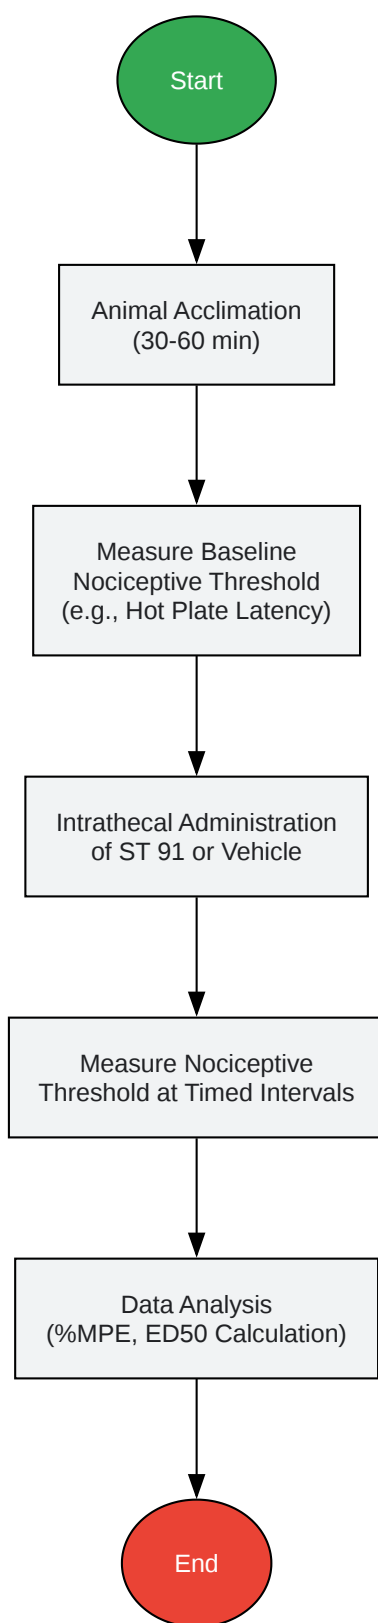 Start
Animal Acclimation
(30-60 min)
Measure Baseline
Nociceptive Threshold
(e.g., Hot Plate Latency)
Intrathecal Administration
of ST 91 or Vehicle
Measure Nociceptive
Threshold at Timed Intervals
Data Analysis
(%MPE, ED50 Calculation)
End